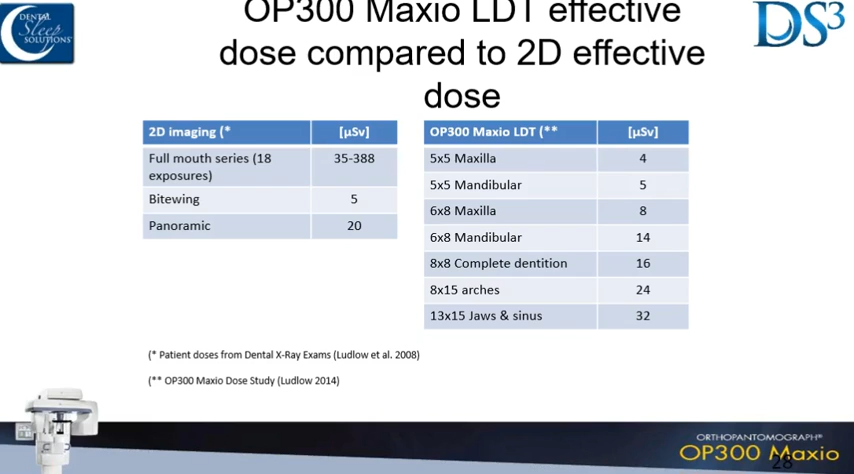 DENTAL
Sleep
SOLUTIONS®
OP300 Maxio LDT effective
dose compared to 2D effective
dose
DS³
2D imaging (* [µSv]
Full mouth series (18 35-388
exposures)
Bitewing 5
Panoramic 20
OP300 Maxio LDT (** [µSv]
5x5 Maxilla 4
5x5 Mandibular 5
6x8 Maxilla 8
6x8 Mandibular 14
8x8 Complete dentition 16
8x15 arches 24
13x15 Jaws & sinus 32
(* Patient doses from Dental X-Ray Exams (Ludlow et al. 2008)
(** OP300 Maxio Dose Study (Ludlow 2014)
ORTHOPANTOMOGRAPH®
OP300 Maxio
28